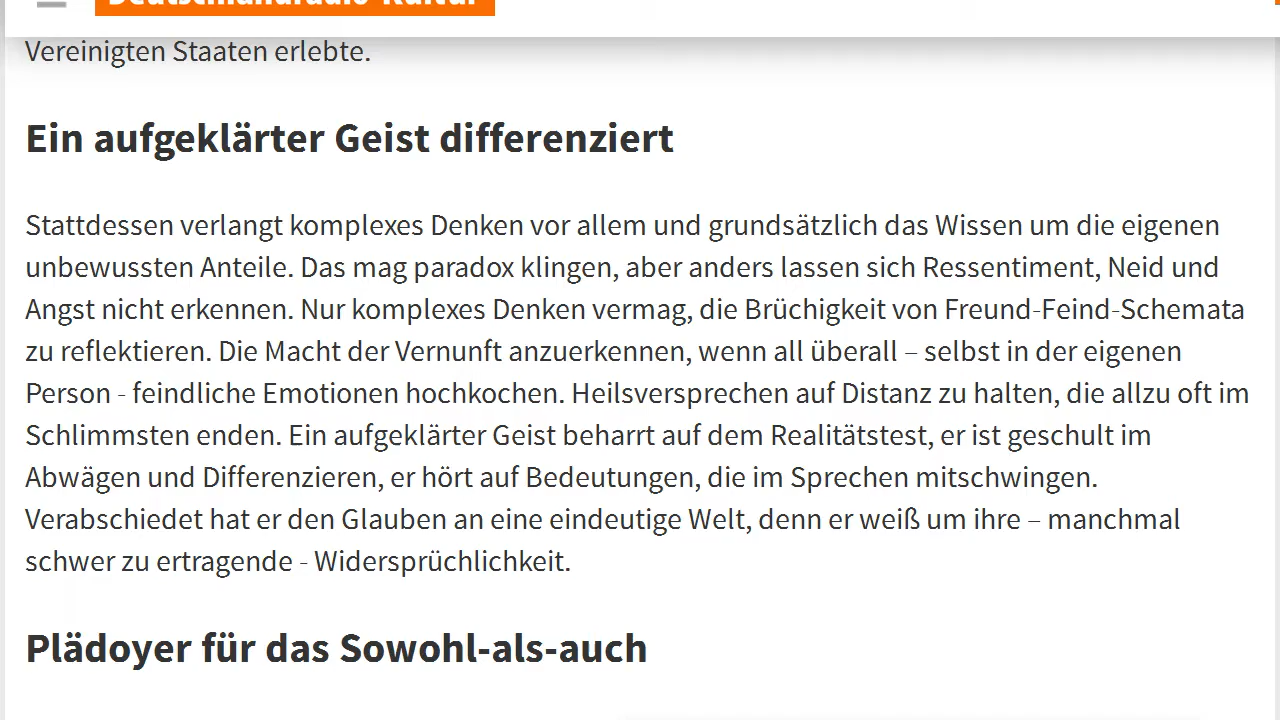 Deutschlandradio Kultur
Vereinigten Staaten erlebte.
Ein aufgeklärter Geist differenziert
Stattdessen verlangt komplexes Denken vor allem und grundsätzlich das Wissen um die eigenen
unbewussten Anteile. Das mag paradox klingen, aber anders lassen sich Ressentiment, Neid und
Angst nicht erkennen. Nur komplexes Denken vermag, die Brüchigkeit von Freund-Feind-Schemata
zu reflektieren. Die Macht der Vernunft anzuerkennen, wenn all überall – selbst in der eigenen
Person - feindliche Emotionen hochkochen. Heilsversprechen auf Distanz zu halten, die allzu oft im
Schlimmsten enden. Ein aufgeklärter Geist beharrt auf dem Realitätstest, er ist geschult im
Abwägen und Differenzieren, er hört auf Bedeutungen, die im Sprechen mitschwingen.
Verabschiedet hat er den Glauben an eine eindeutige Welt, denn er weiß um ihre – manchmal
schwer zu ertragende - Widersprüchlichkeit.
Plädoyer für das Sowohl-als-auch